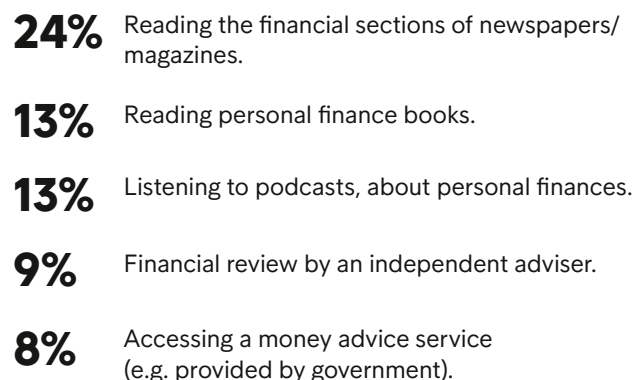 24% Reading the financial sections of newspapers/
magazines.
13% Reading personal finance books.
13% Listening to podcasts, about personal finances.
9% Financial review by an independent adviser.
8% Accessing a money advice service
(e.g. provided by government).